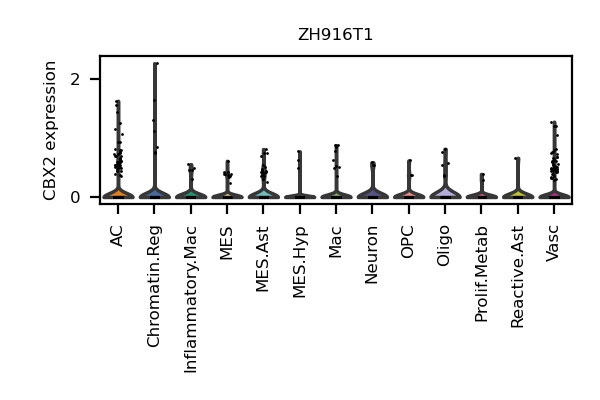 ZH916T1
CBX2 expression
2
0
AC
Chromatin.Reg
Inflammatory.Mac
MES
MES.Ast
MES.Hyp
Mac
Neuron
OPC
Oligo
Prolif.Metab
Reactive.Ast
Vasc